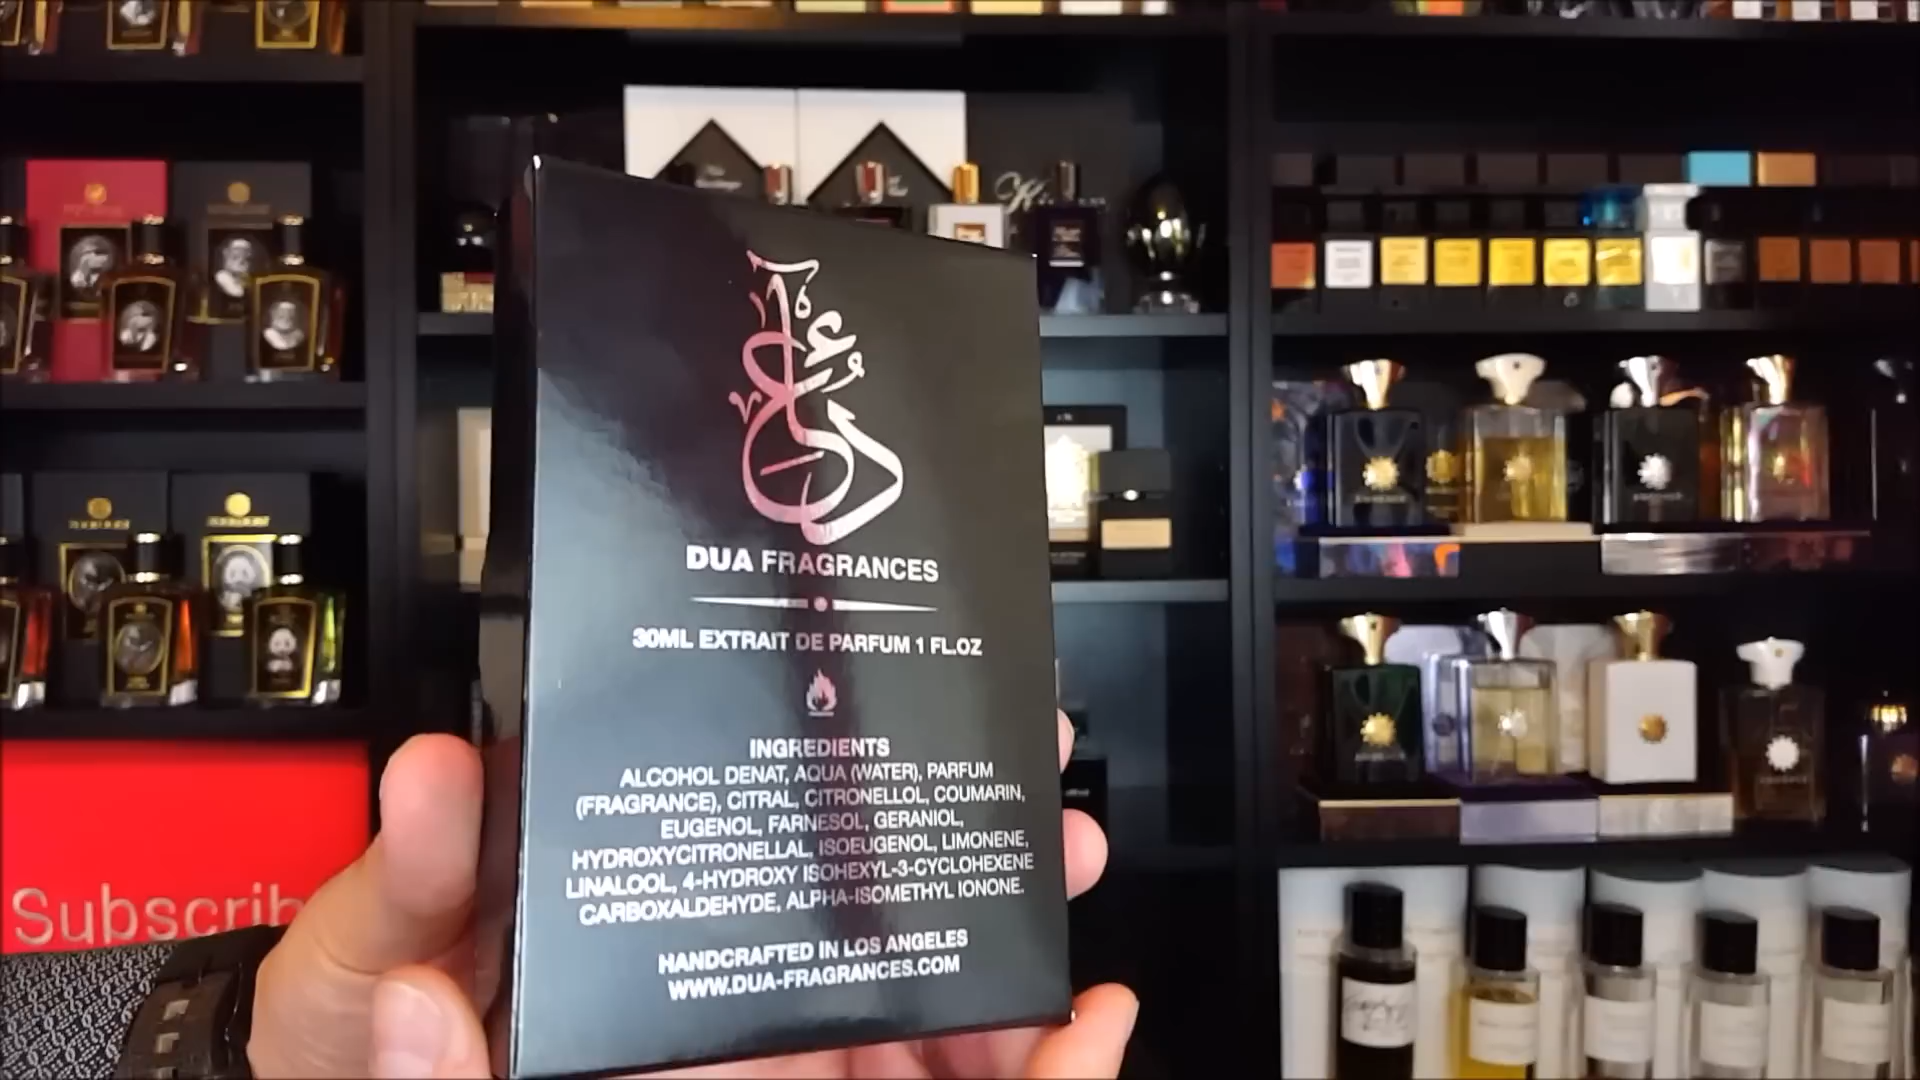 DUA FRAGRANCES
30ML EXTRAIT DE PARFUM 1 FL.OZ
INGREDIENTS
ALCOHOL DENAT, AQUA (WATER), PARFUM
(FRAGRANCE), CITRAL, CITRONELLOL, COUMARIN,
EUGENOL, FARNESOL, GERANIOL,
HYDROXYCITRONELLAL, ISOEUGENOL, LIMONENE,
LINALOOL, 4-HYDROXY ISOHEXYL-3-CYCLOHEXENE
CARBOXALDEHYDE, ALPHA-ISOMETHYL IONONE.
HANDCRAFTED IN LOS ANGELES
WWW.DUA-FRAGRANCES.COM